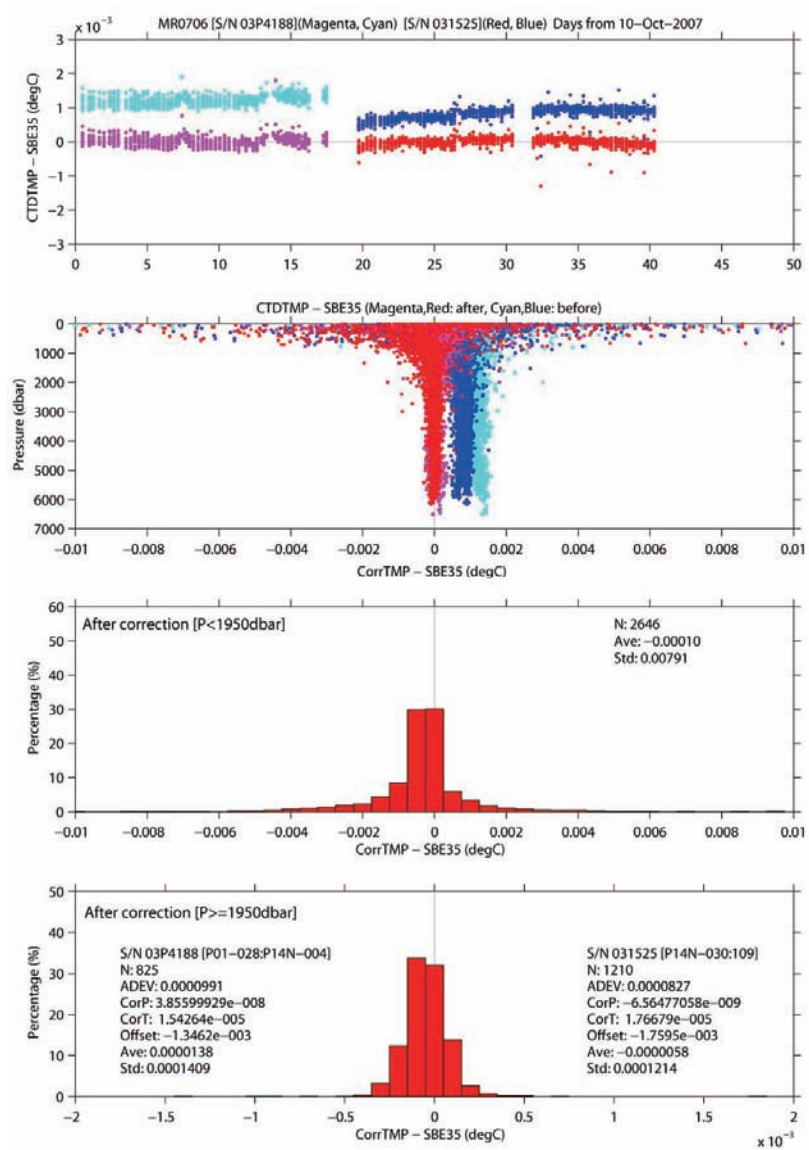 MR0706 [S/N 03P4188](Magenta, Cyan) [S/N 031525](Red, Blue) Days from 10−Oct−2007
x 10 −3
3
2
1
0
−1
−2
−3
CTDTMP − SBE35 (degC)
0 5 10 15 20 25 30 35 40 45 50
CTDTMP − SBE35 (Magenta,Red: after, Cyan,Blue: before)
0
1000
2000
3000
4000
5000
6000
7000
Pressure (dbar)
−0.01 −0.008 −0.006 −0.004 −0.002 0 0.002 0.004 0.006 0.008 0.01
CorrTMP − SBE35 (degC)
60
50
40
30
20
10
0
Percentage (%)
After correction [P<1950dbar]
N: 2646
Ave: −0.00010
Std: 0.00791
−0.01 −0.008 −0.006 −0.004 −0.002 0 0.002 0.004 0.006 0.008 0.01
CorrTMP − SBE35 (degC)
50
40
30
20
10
0
Percentage (%)
After correction [P>=1950dbar]
S/N 03P4188 [P01−028:P14N−004]
N: 825
ADEV: 0.0000991
CorP: 3.85599929e−008
CorT: 1.54264e−005
Offset: −1.3462e−003
Ave: 0.0000138
Std: 0.0001409
S/N 031525 [P14N−030:109]
N: 1210
ADEV: 0.0000827
CorP: −6.56477058e−009
CorT: 1.76679e−005
Offset: −1.7595e−003
Ave: −0.0000058
Std: 0.0001214
−2 −1.5 −1 −0.5 0 0.5 1 1.5 2
CorrTMP − SBE35 (degC)
x 10 −3